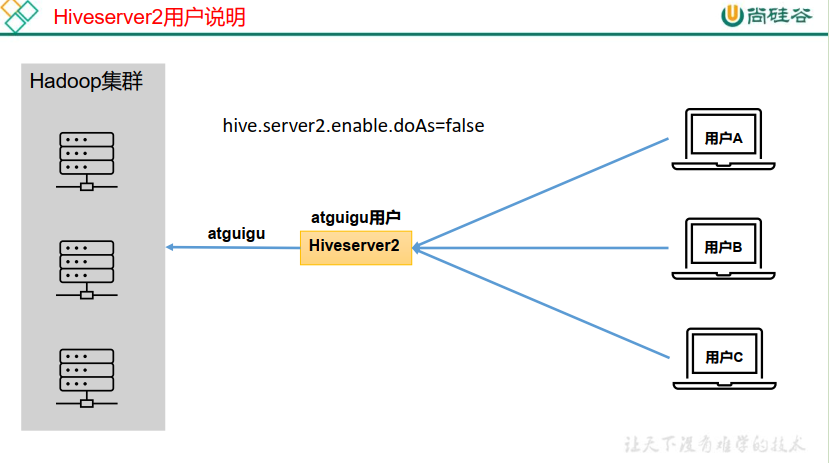 Hiveserver2用户说明
尚硅谷
Hadoop集群
hive.server2.enable.doAs=false
用户A
atguigu用户
atguigu
Hiveserver2
用户B
用户C
让天下没有难学的技术